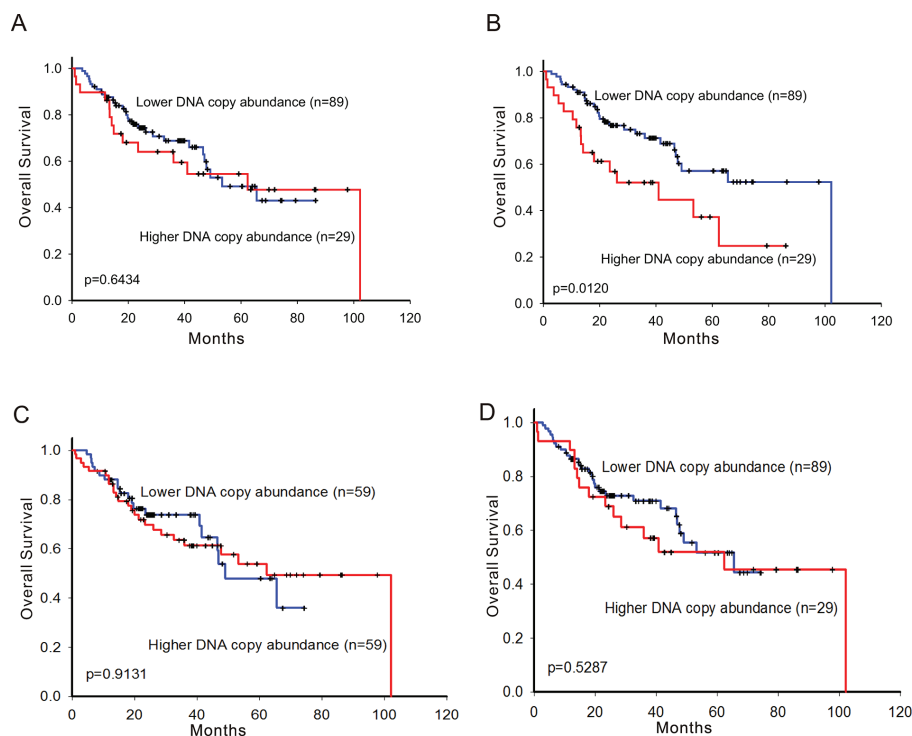 A
Overall Survival
1.0
0.8
0.6
0.4
0.2
0.0
Lower DNA copy abundance (n=89)
Higher DNA copy abundance (n=29)
p=0.6434
0 20 40 60 80 100 120
Months
B
Overall Survival
1.0
0.8
0.6
0.4
0.2
0.0
Lower DNA copy abundance (n=89)
Higher DNA copy abundance (n=29)
p=0.0120
0 20 40 60 80 100 120
Months
C
Overall Survival
1.0
0.8
0.6
0.4
0.2
0.0
Lower DNA copy abundance (n=59)
Higher DNA copy abundance (n=59)
p=0.9131
0 20 40 60 80 100 120
Months
D
Overall Survival
1.0
0.8
0.6
0.4
0.2
0.0
Lower DNA copy abundance (n=89)
Higher DNA copy abundance (n=29)
p=0.5287
0 20 40 60 80 100 120
Months